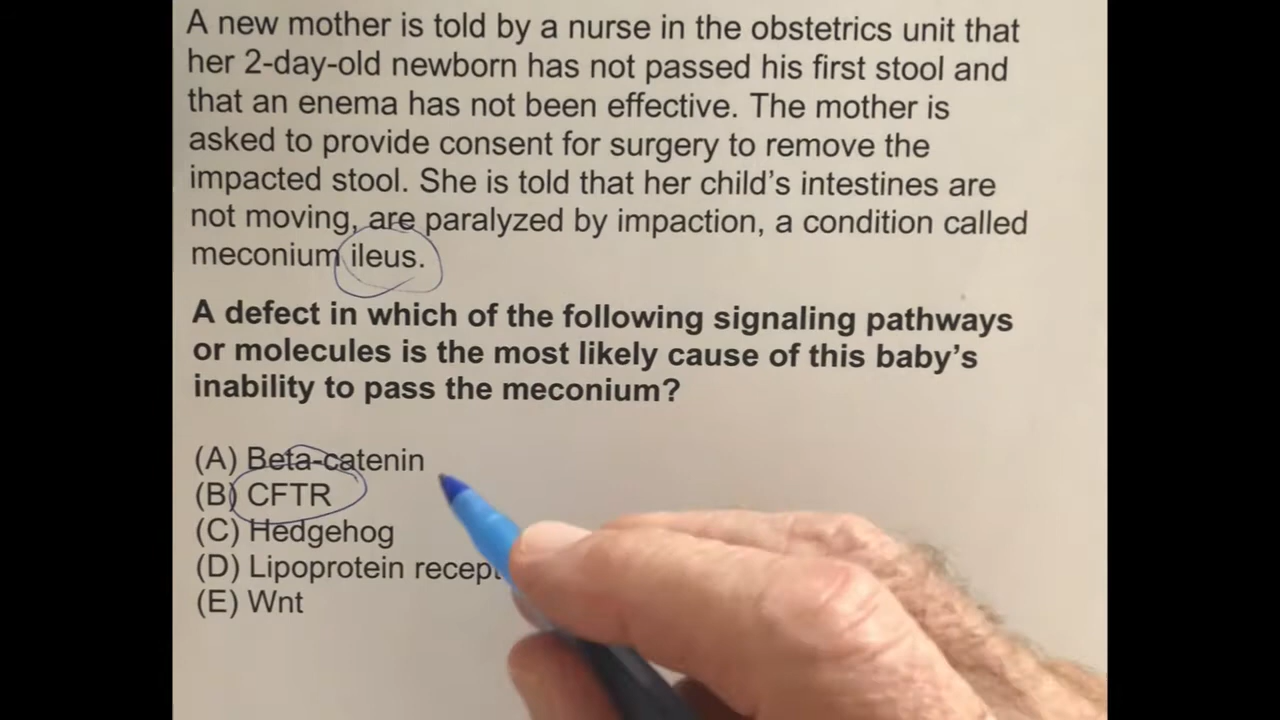 A new mother is told by a nurse in the obstetrics unit that
her 2-day-old newborn has not passed his first stool and
that an enema has not been effective. The mother is
asked to provide consent for surgery to remove the
impacted stool. She is told that her child's intestines are
not moving, are paralyzed by impaction, a condition called
meconium ileus.
A defect in which of the following signaling pathways
or molecules is the most likely cause of this baby's
inability to pass the meconium?
(A) Beta-catenin
(B) CFTR
(C) Hedgehog
(D) Lipoprotein
(E) Wnt